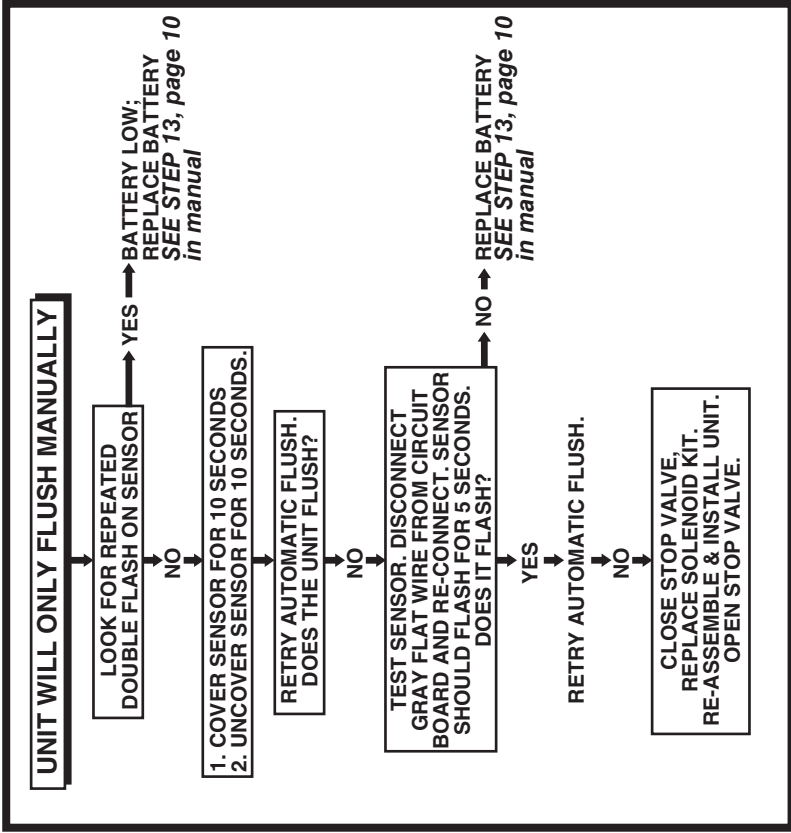 UNIT WILL ONLY FLUSH MANUALLY
LOOK FOR REPEATED
DOUBLE FLASH ON SENSOR
YES
BATTERY LOW;
REPLACE BATTERY
SEE STEP 13, page 10
in manual
NO
1. COVER SENSOR FOR 10 SECONDS
2. UNCOVER SENSOR FOR 10 SECONDS.
RETRY AUTOMATIC FLUSH.
DOES THE UNIT FLUSH?
NO
TEST SENSOR. DISCONNECT
GRAY FLAT WIRE FROM CIRCUIT
BOARD AND RE-CONNECT. SENSOR
SHOULD FLASH FOR 5 SECONDS.
DOES IT FLASH?
NO
REPLACE BATTERY
SEE STEP 13, page 10
in manual
YES
RETRY AUTOMATIC FLUSH.
NO
CLOSE STOP VALVE,
REPLACE SOLENOID KIT.
RE-ASSEMBLE & INSTALL UNIT.
OPEN STOP VALVE.